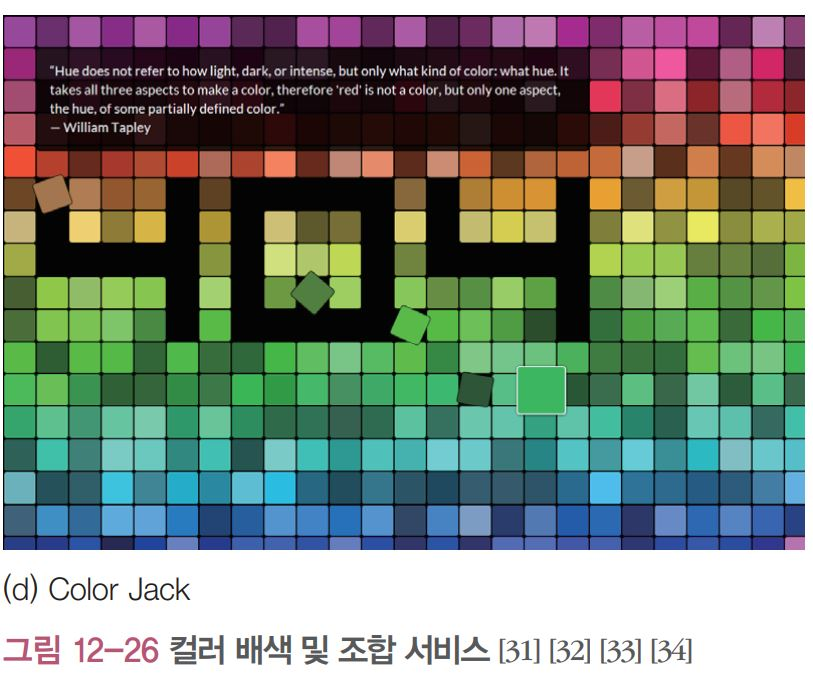 “Hue does not refer to how light, dark, or intense, but only what kind of color: what hue. It
takes all three aspects to make a color, therefore 'red' is not a color, but only one aspect,
the hue, of some partially defined color.”
— William Tapley
404
(d) Color Jack
그림 12-26 컬러 배색 및 조합 서비스 [31] [32] [33] [34]